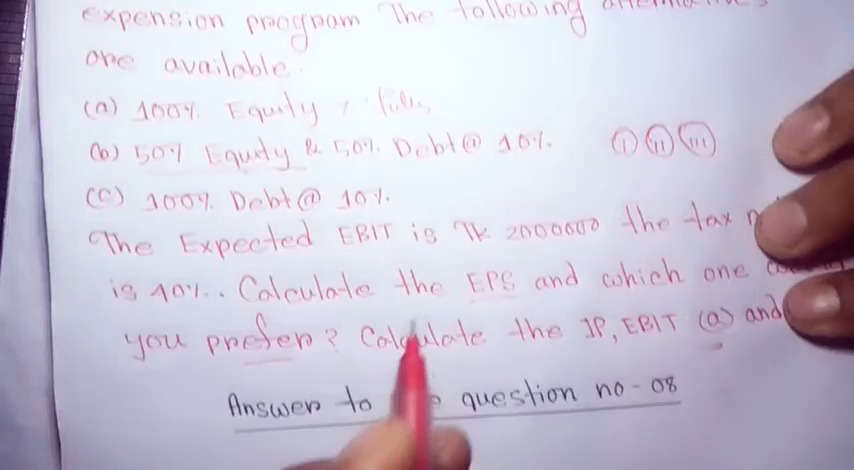 expension program The following
are available.
(a) 100% Equity
(b) 50% Equity & 50% Debt@ 10%. (I) (II) (III)
(c) 100% Debt@ 10%.
The Expected EBIT is Tk 2000000 the tax
is 40%.. Calculate the EPS and which one
you prefer? Calculate the IP, EBIT (a) and
Answer to question no-08